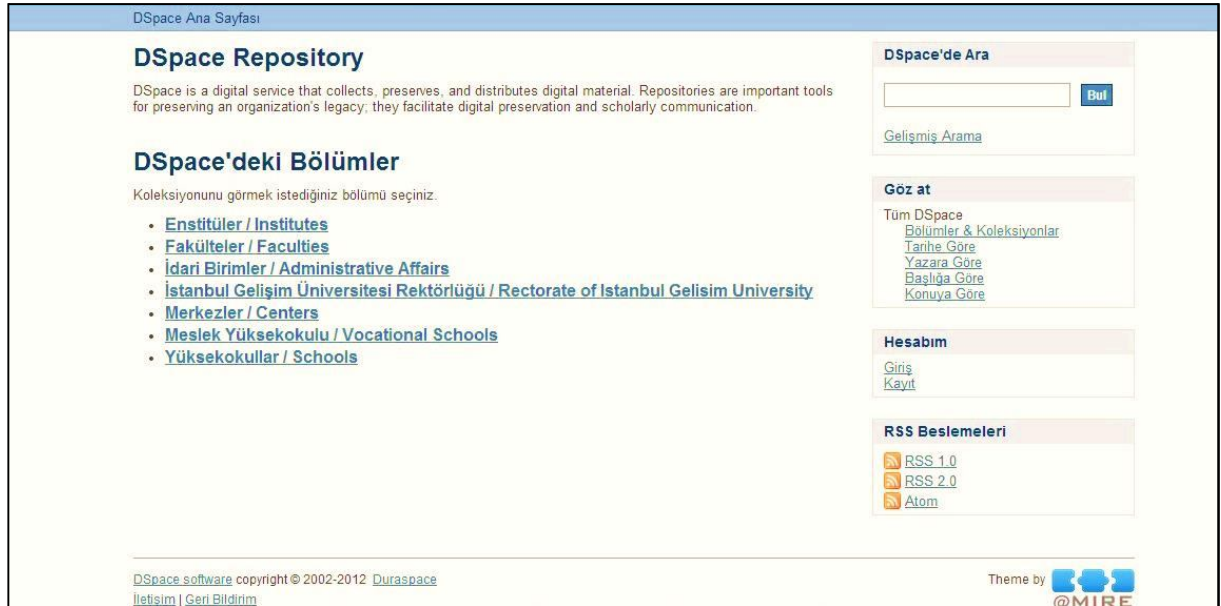 DSpace Ana Sayfası
DSpace Repository
DSpace is a digital service that collects, preserves, and distributes digital material. Repositories are important tools
for preserving an organization's legacy; they facilitate digital preservation and scholarly communication.
DSpace'deki Bölümler
Koleksiyonunu görmek istediğiniz bölümü seçiniz.
Enstitüler / Institutes
Fakülteler / Faculties
İdari Birimler / Administrative Affairs
İstanbul Gelişim Üniversitesi Rektörlüğü / Rectorate of Istanbul Gelisim University
Merkezler / Centers
Meslek Yüksekokulu / Vocational Schools
Yüksekokullar / Schools
DSpace'de Ara
Bul
Gelişmiş Arama
Göz at
Tüm DSpace
Bölümler & Koleksiyonlar
Tarihe Göre
Yazara Göre
Başlığa Göre
Konuya Göre
Hesabım
Giriş
Kayıt
RSS Beslemeleri
RSS 1.0
RSS 2.0
Atom
DSpace software copyright © 2002-2012 Duraspace
İletişim | Geri Bildirim
Theme by
@MIRE